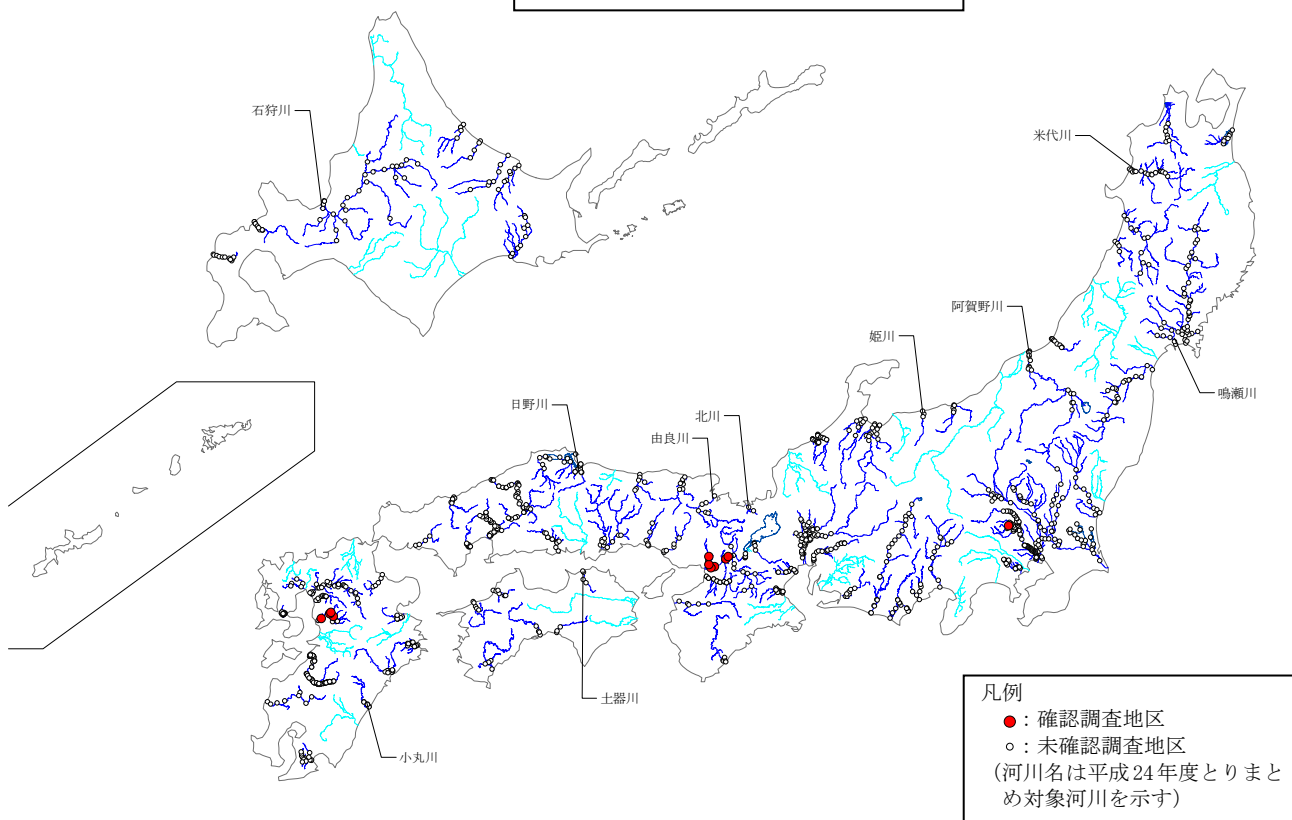 石狩川
米代川
阿賀野川
姫川
鳴瀬川
日野川
北川
由良川
土器川
小丸川
凡例
：確認調査地区
：未確認調査地区
(河川名は平成24年度とりまと
め対象河川を示す)